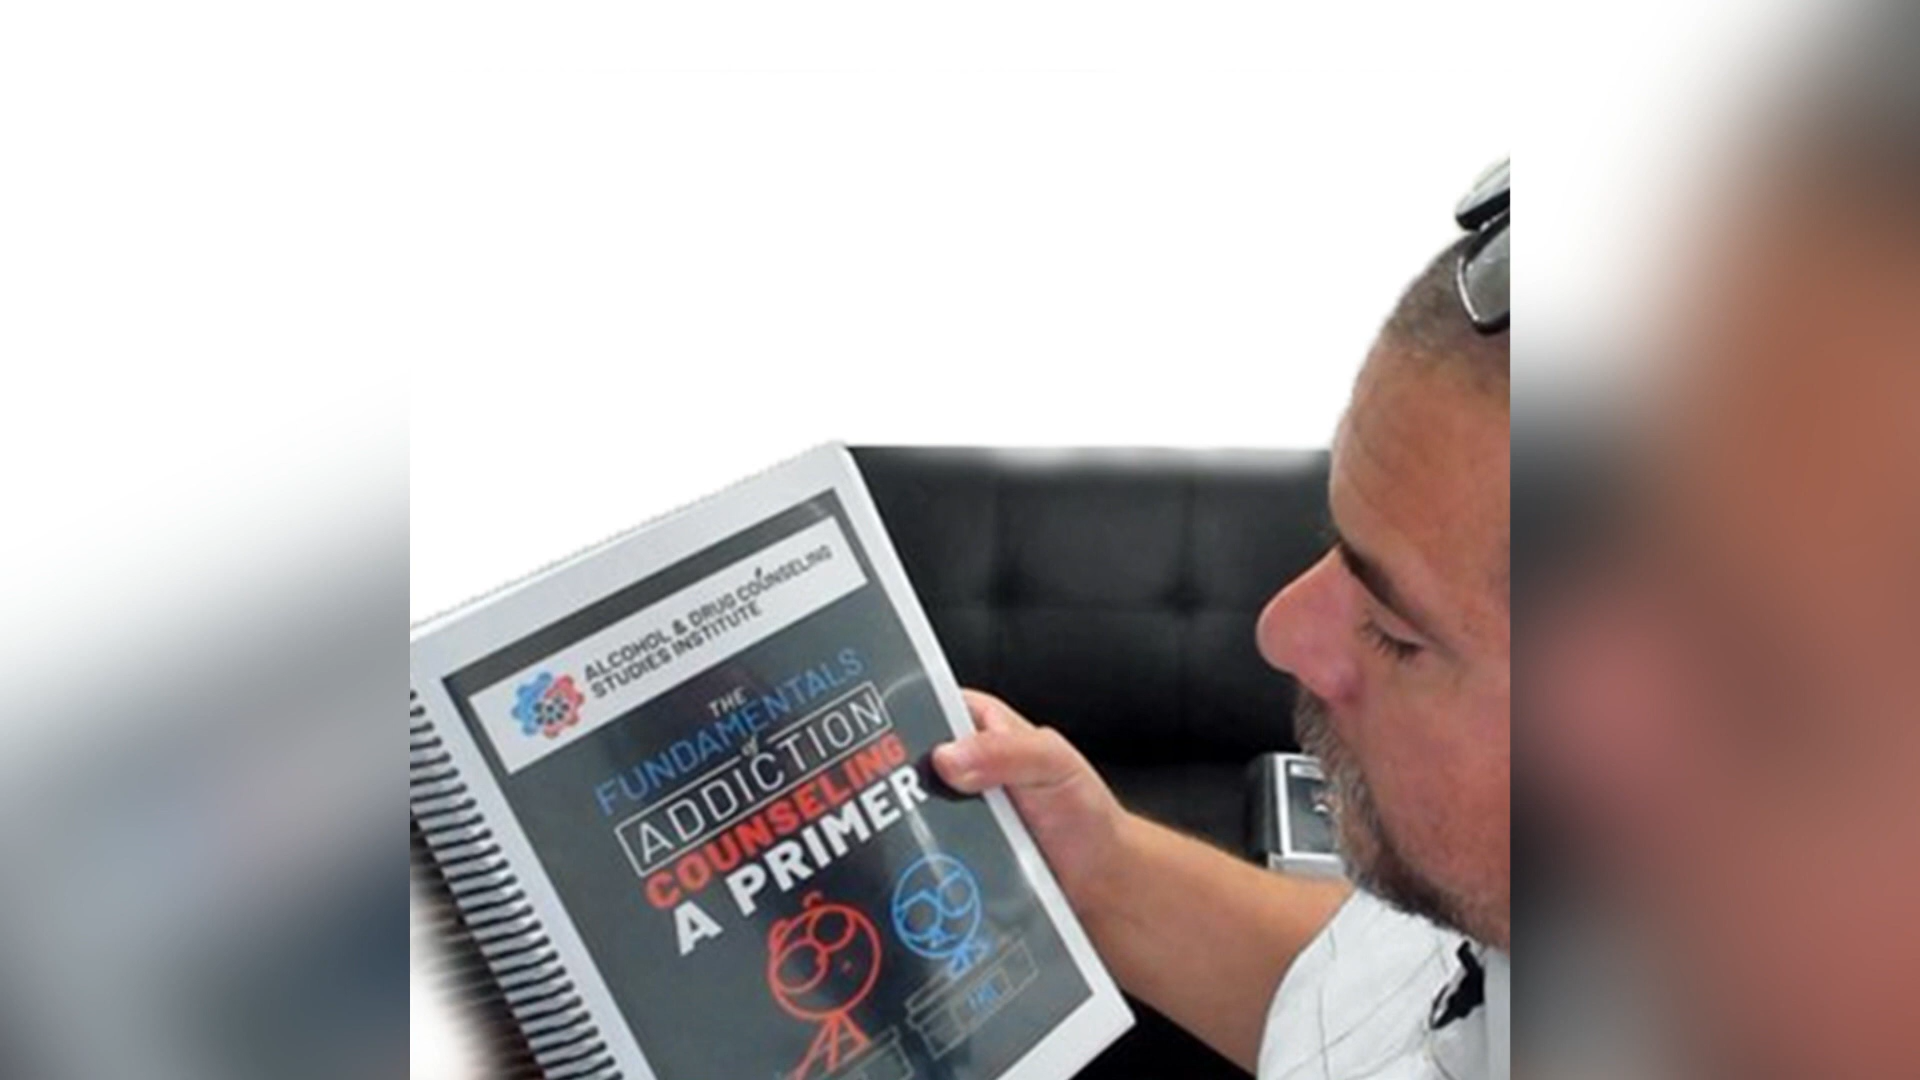 ALCOHOL & DRUG COUNSELING
STUDIES INSTITUTE
THE
FUNDAMENTALS
of
ADDICTION
COUNSELING
A PRIMER